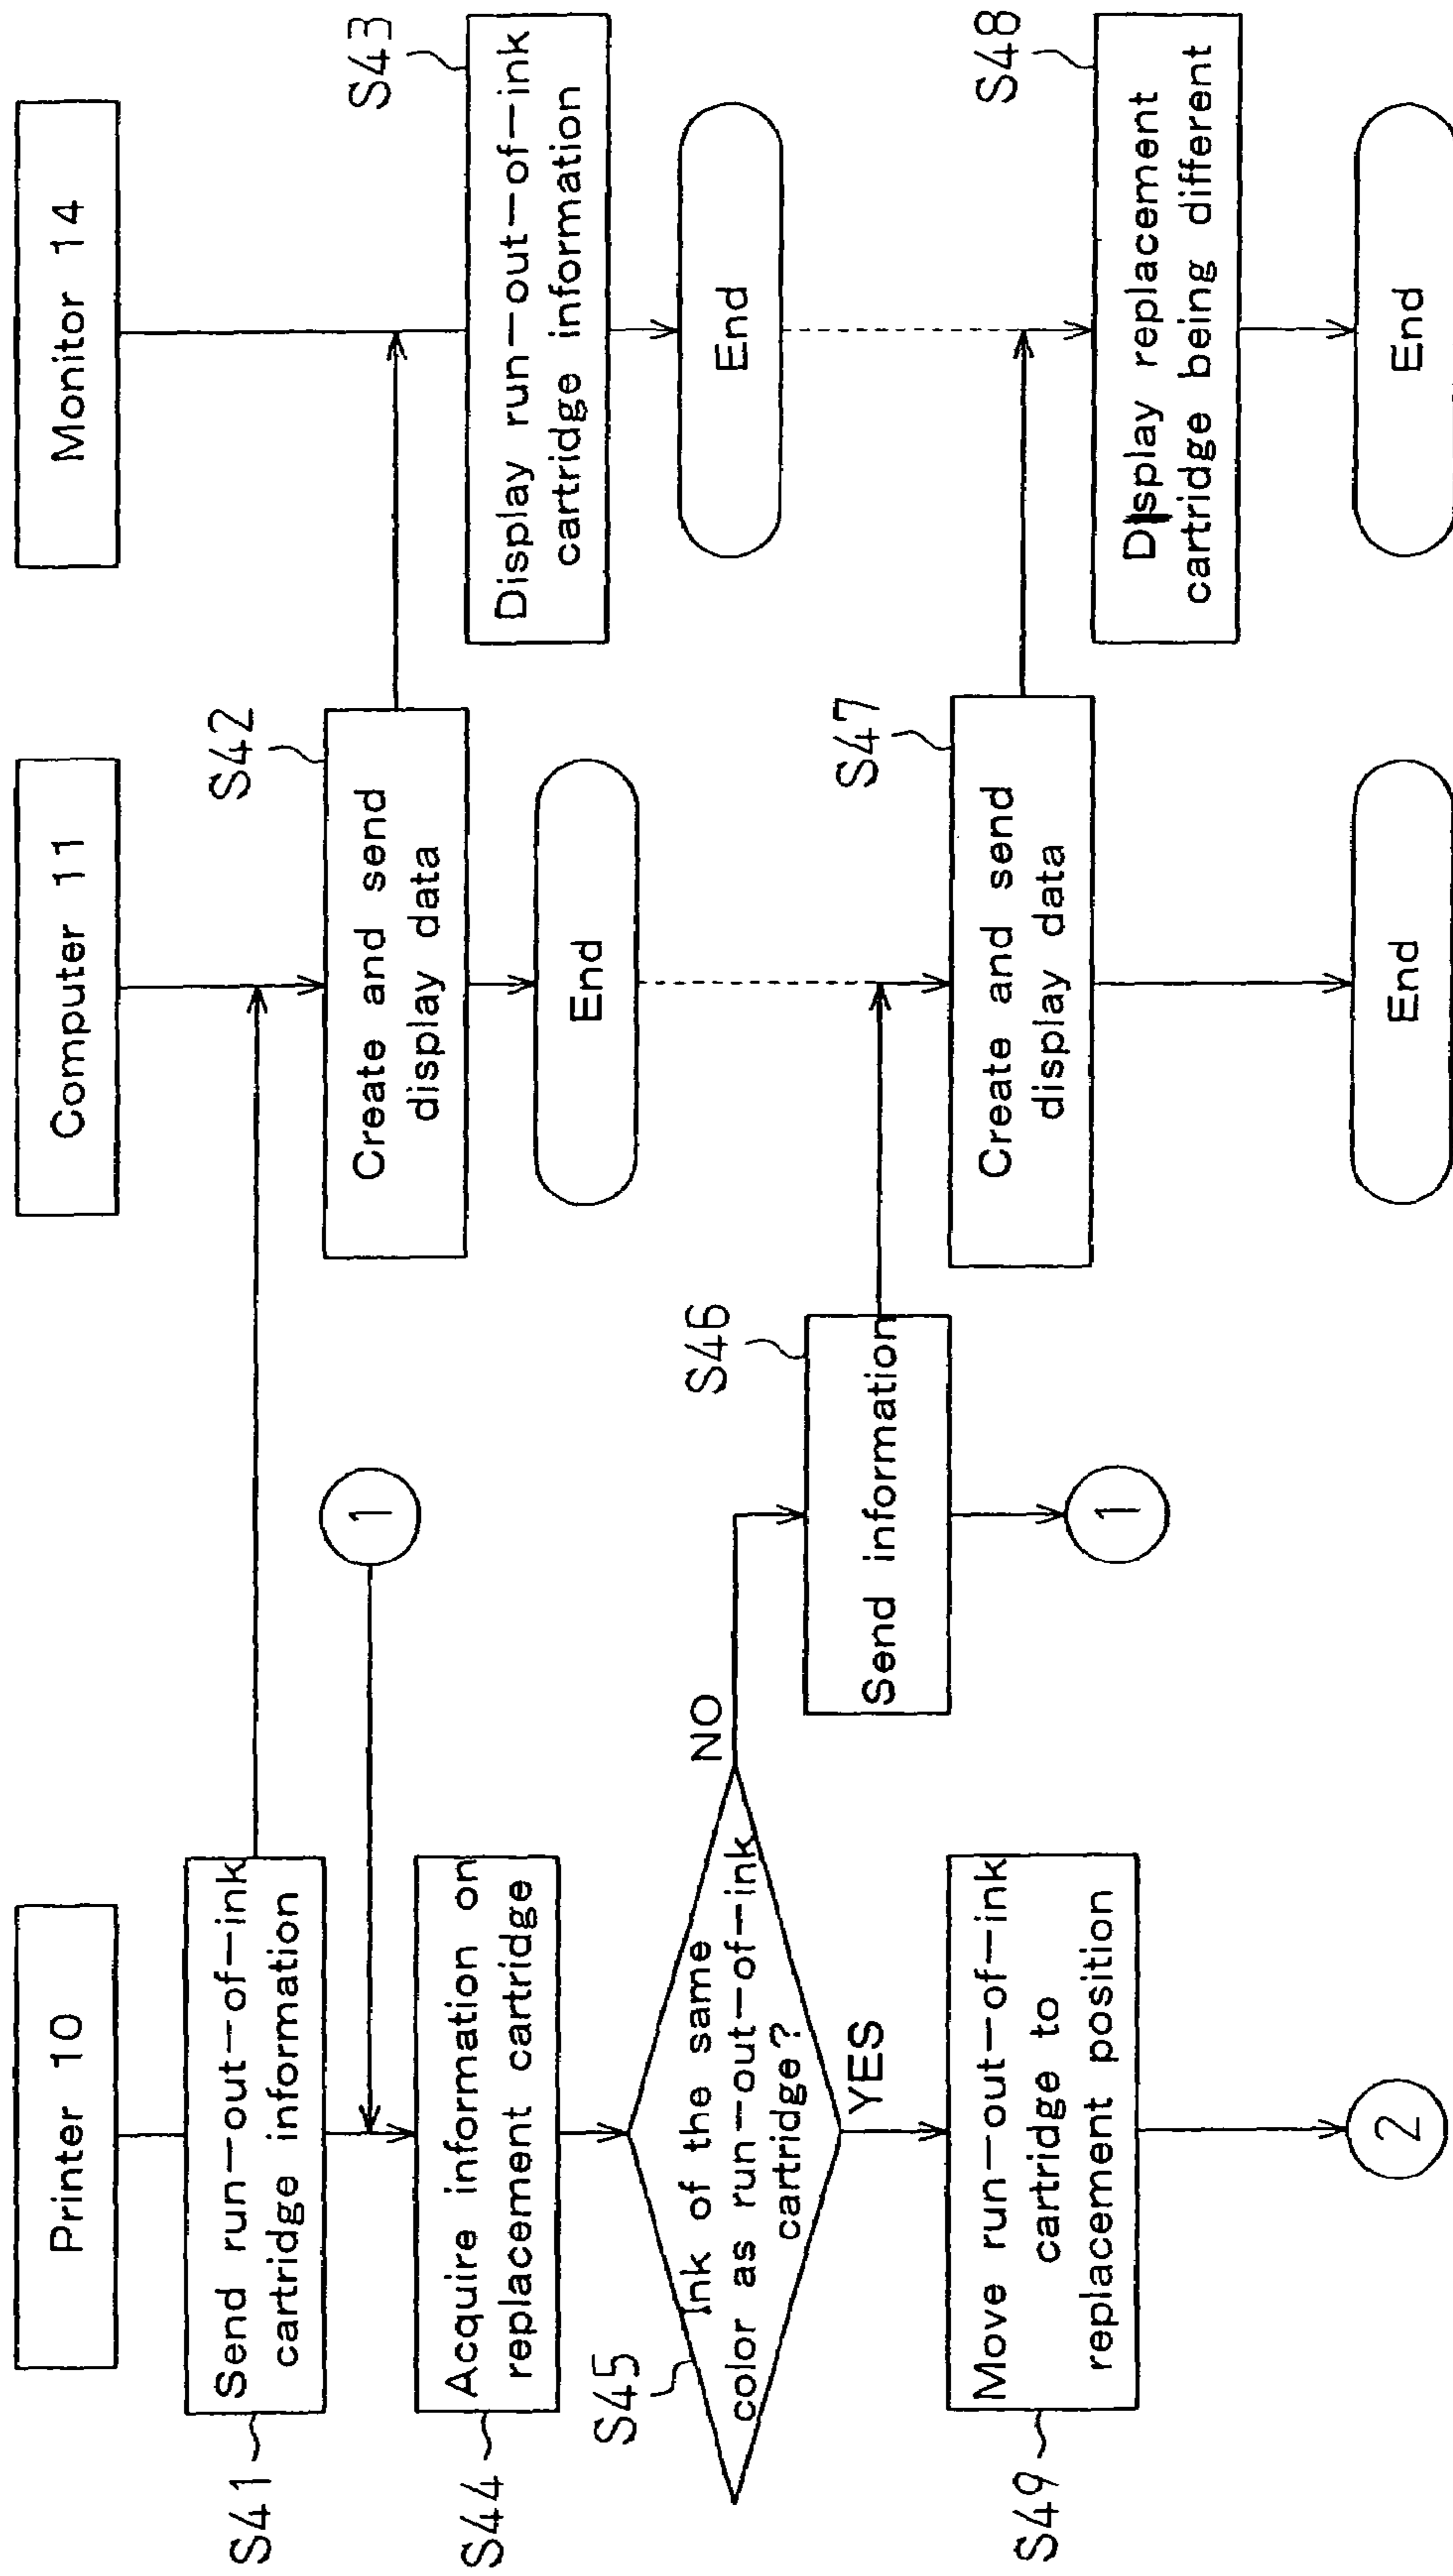 Printer 10
Computer 11
Monitor 14
S41
Send run-out-of-ink
cartridge information
S42
Create and send
display data
S43
Display run-out-of-ink
cartridge information
1
End
End
S44
Acquire information on
replacement cartridge
S45
Ink of the same
color as run-out-of-ink
cartridge?
NO
YES
S46
Send information
1
S47
Create and send
display data
S48
Display replacement
cartridge being different
S49
Move run-out-of-ink
cartridge to
replacement position
2
End
End